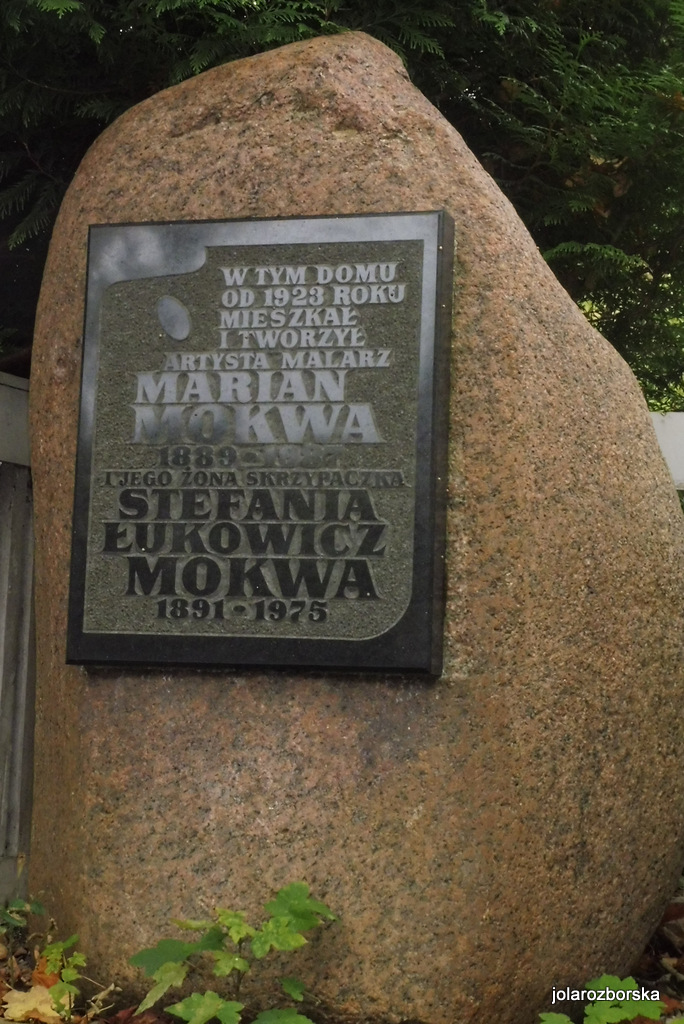 W TYM DOMU
OD 1923 ROKU
MIESZKAŁ
I TWORZYŁ
ARTYSTA MALARZ
MARIAN
MOKWA
1889 - 1987
I JEGO ŻONA SKRZYPACZKA
STEFANIA
ŁUKOWICZ
MOKWA
1891 - 1975
jolarozborska